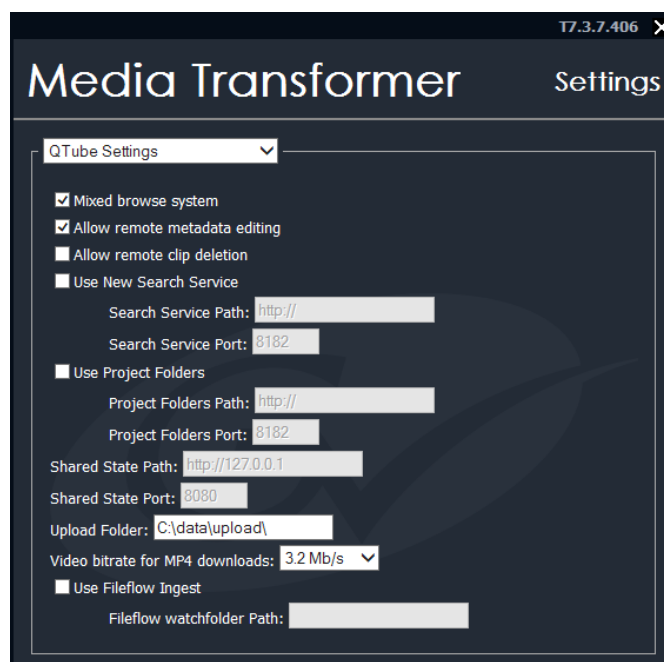 T7.3.7.406
Media Transformer Settings
QTube Settings
Mixed browse system
Allow remote metadata editing
Allow remote clip deletion
Use New Search Service
Search Service Path: http://
Search Service Port: 8182
Use Project Folders
Project Folders Path: http://
Project Folders Port: 8182
Shared State Path: http://127.0.0.1
Shared State Port: 8080
Upload Folder: C:\data\upload\
Video bitrate for MP4 downloads: 3.2 Mb/s
Use Fileflow Ingest
Fileflow watchfolder Path: